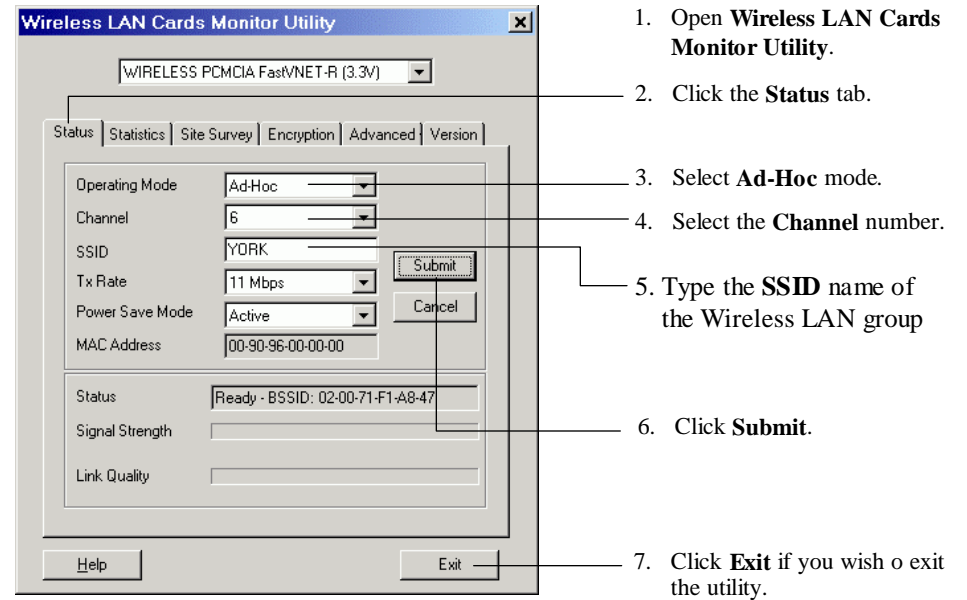 Wireless LAN Cards Monitor Utility
WIRELESS PCMCIA FastVNET-R (3.3V)
Status Statistics Site Survey Encryption Advanced Version
Operating Mode Ad-Hoc
Channel 6
SSID YORK
Tx Rate 11 Mbps
Power Save Mode Active
MAC Address 00-90-96-00-00-00
Submit
Cancel
Status Ready - BSSID: 02-00-71-F1-A8-47
Signal Strength
Link Quality
Help Exit
1. Open Wireless LAN Cards
Monitor Utility.
2. Click the Status tab.
3. Select Ad-Hoc mode.
4. Select the Channel number.
5. Type the SSID name of
the Wireless LAN group
6. Click Submit.
7. Click Exit if you wish o exit
the utility.